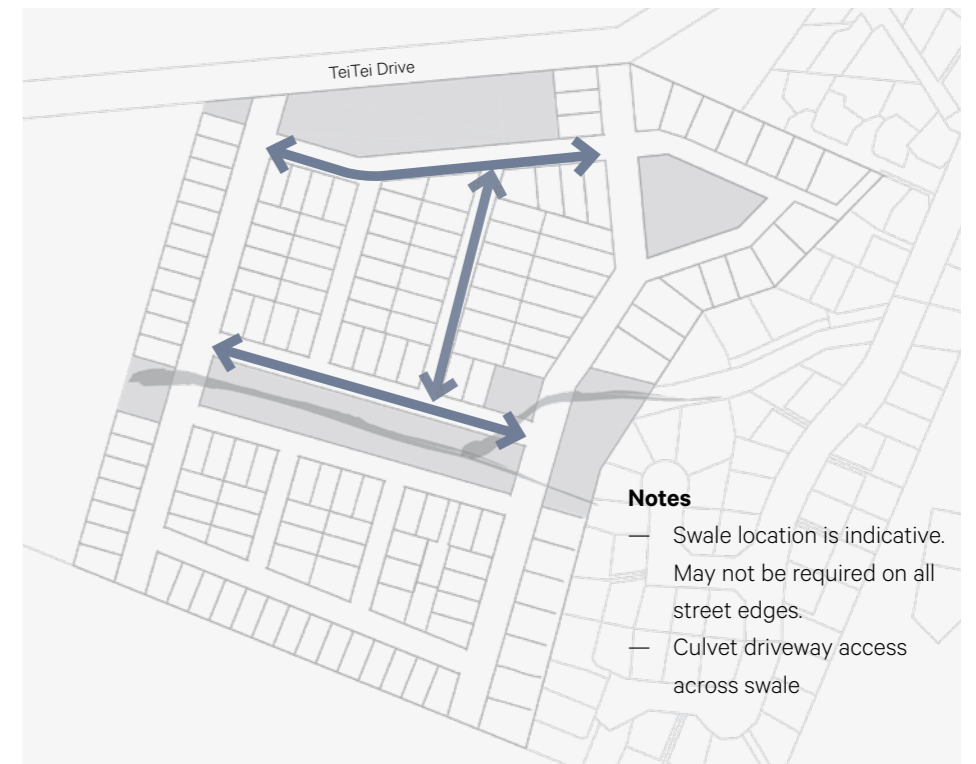 TeiTei Drive
Notes
— Swale location is indicative.
May not be required on all
street edges.
— Culvet driveway access
across swale